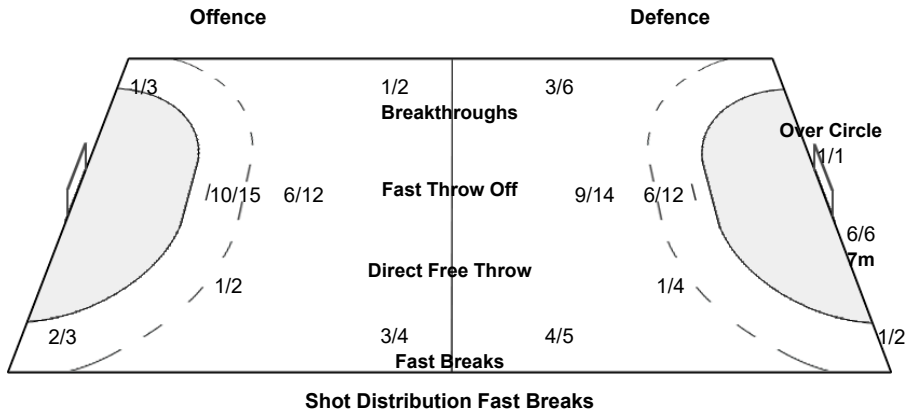 Offence Defence
1/3 1/2 3/6
Breakthroughs
Over Circle
1/1
10/15 6/12 Fast Throw Off 9/14 6/12
6/6
7m
Direct Free Throw
1/2 1/4
2/3 3/4 4/5 1/2
Fast Breaks
Shot Distribution Fast Breaks